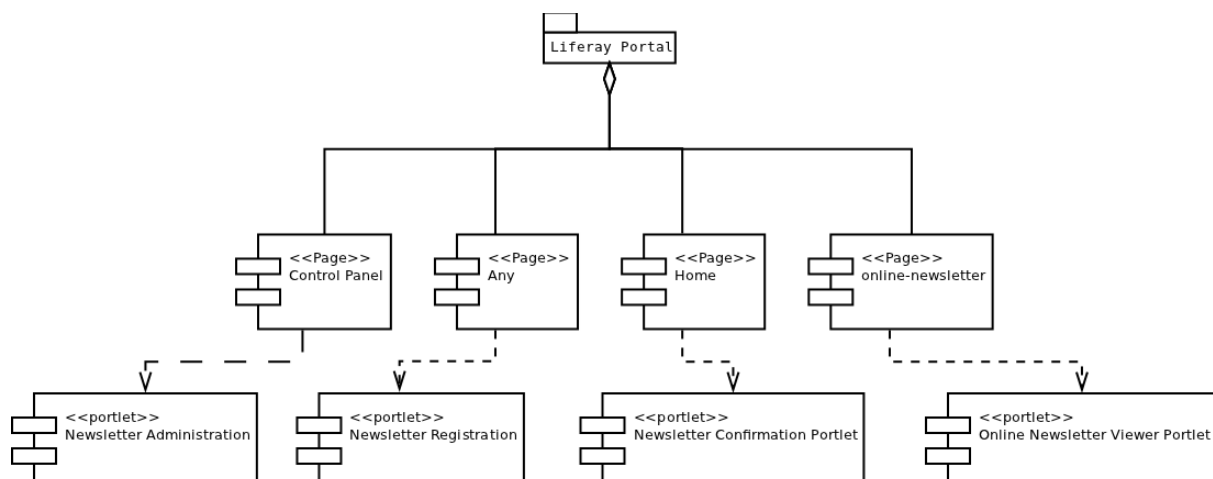 Liferay Portal
<<Page>>
Control Panel
<<Page>>
Any
<<Page>>
Home
<<Page>>
online-newsletter
<<portlet>>
Newsletter Administration
<<portlet>>
Newsletter Registration
<<portlet>>
Newsletter Confirmation Portlet
<<portlet>>
Online Newsletter Viewer Portlet